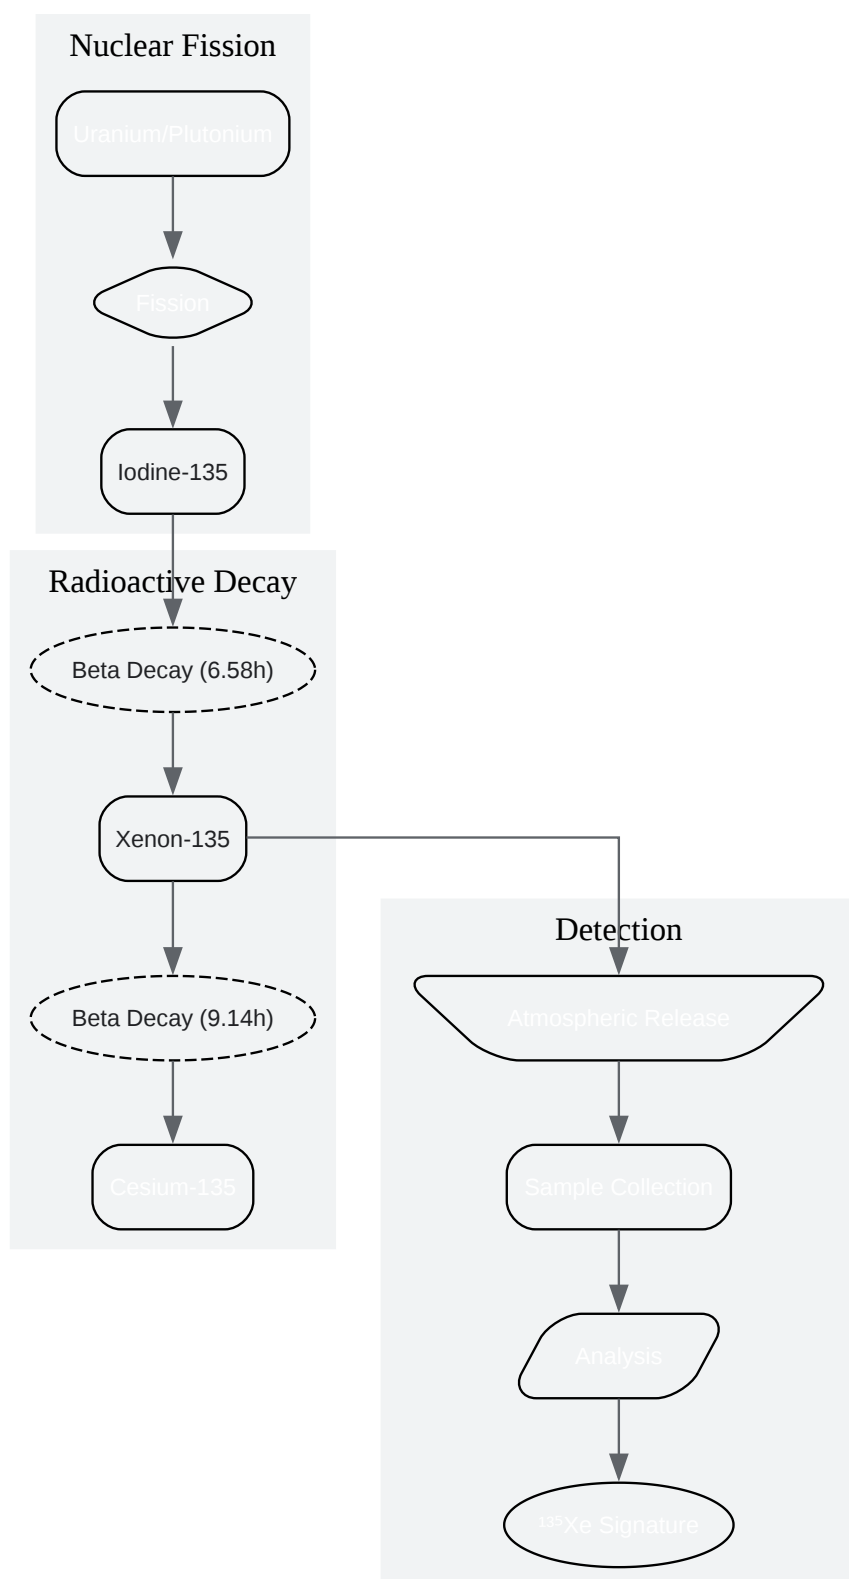 Nuclear Fission
Uranium/Plutonium
Fission
Iodine-135
Radioactive Decay
Beta Decay (6.58h)
Xenon-135
Beta Decay (9.14h)
Cesium-135
Detection
Atmospheric Release
Sample Collection
Analysis
¹³⁵Xe Signature